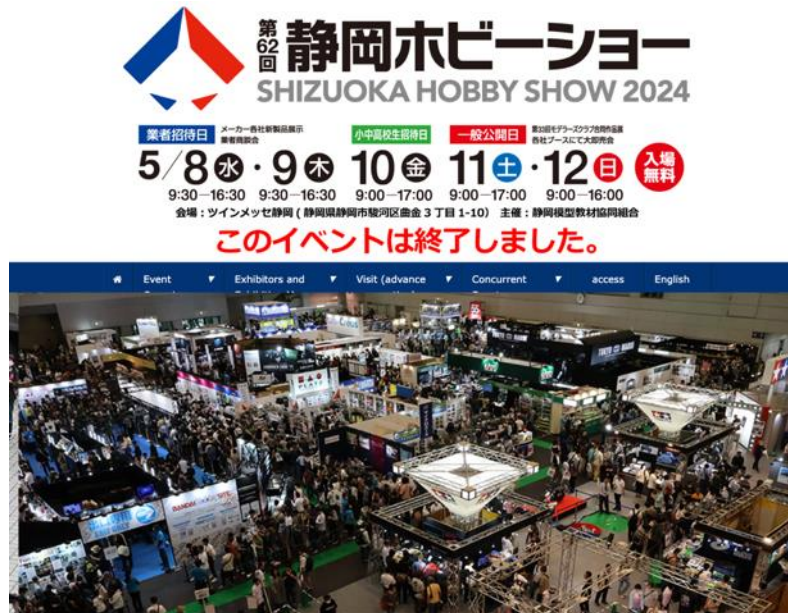 第62回
静岡ホビーショー
SHIZUOKA HOBBY SHOW 2024
業者招待日
メーカー各社新製品展示
業者商談会
小中高校生招待日
一般公開日
第33回モデラーズクラブ合同作品展
各社ブースにて大即売会
5/8水・9木 10金 11土・12日
入場
無料
9:30—16:30 9:30—16:30 9:00—17:00 9:00—17:00 9:00—16:00
会場：ツインメッセ静岡 ( 静岡県静岡市駿河区曲金 3 丁目 1-10） 主催：静岡模型教材協同組合
このイベントは終了しました。
Event ▼ Exhibitors and ▼ Visit (advance ▼ Concurrent ▼ access English
BANDAI